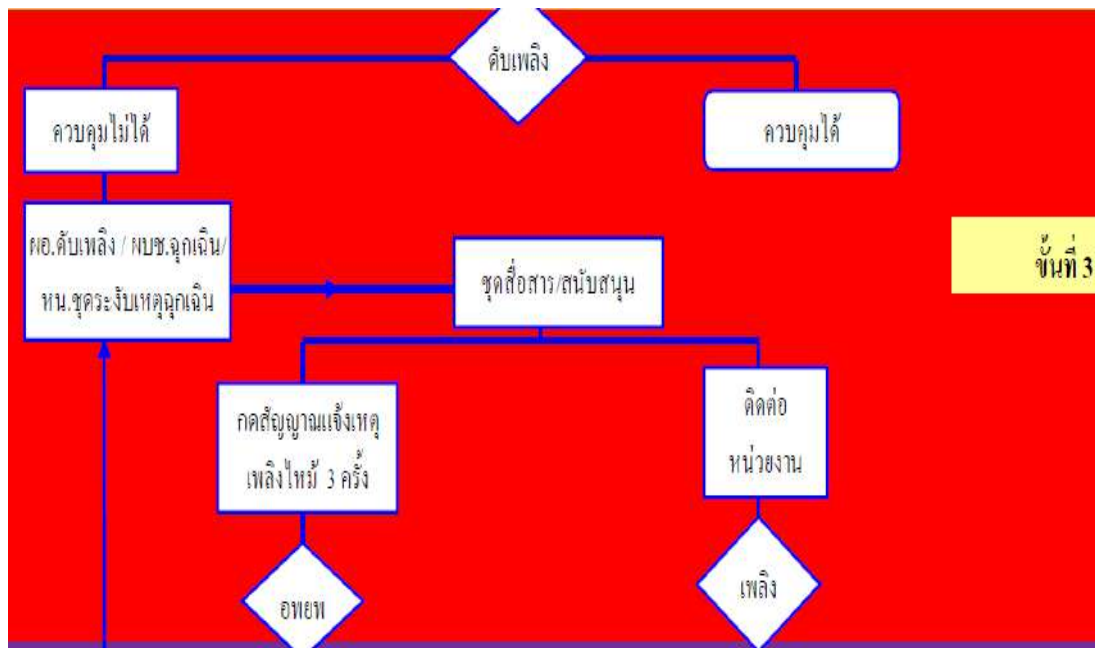 ดับเพลิง
ควบคุมไม่ได้
ควบคุมได้
ผอ.ดับเพลิง / ผบช.ฉุกเฉิน/
หน.ชุดระงับเหตุฉุกเฉิน
ชุดสื่อสาร/สนับสนุน
ขั้นที่ 3
กดสัญญาณแจ้งเหตุ
เพลิงไหม้ 3 ครั้ง
ติดต่อ
หน่วยงาน
อพยพ
เพลิง